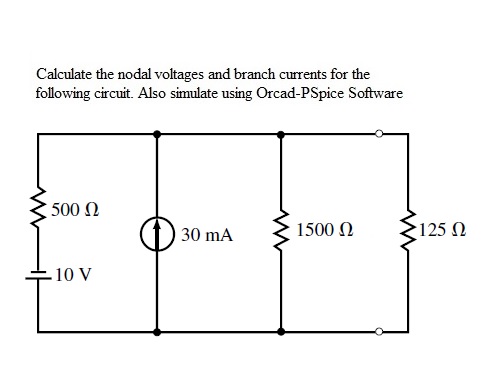 Calculate the nodal voltages and branch currents for the
following circuit. Also simulate using Orcad-PSpice Software
500 Ω
30 mA
1500 Ω
125 Ω
10 V